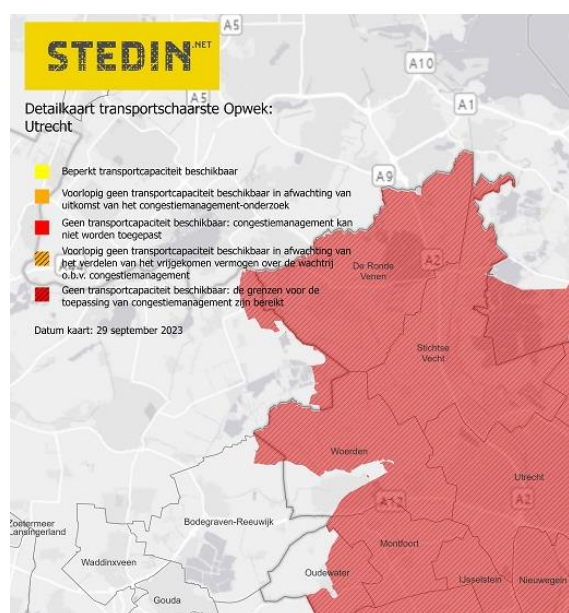 STEDIN.NET
Detailkaart transportschaarste Opwek:
Utrecht
Beperkt transportcapaciteit beschikbaar
Voorlopig geen transportcapaciteit beschikbaar in afwachting van
uitkomst van het congestiemanagement-onderzoek
Geen transportcapaciteit beschikbaar: congestiemanagement kan
niet worden toegepast
Voorlopig geen transportcapaciteit beschikbaar in afwachting van
het verdelen van het vrijgekomen vermogen over de wachtrij
o.b.v. congestiemanagement
Geen transportcapaciteit beschikbaar: de grenzen voor de
toepassing van congestiemanagement zijn bereikt
Datum kaart: 29 september 2023
A5
A10
A5
A1
A9
De Ronde
Venen
A2
Stichtse
Vecht
Woerden
Utrecht
A12
A2
Zoetermeer
Lansingerland
Bodegraven-Reeuwijk
Montfoort
Waddinxveen
Oudewater
IJsselstein
Nieuwegein
Gouda